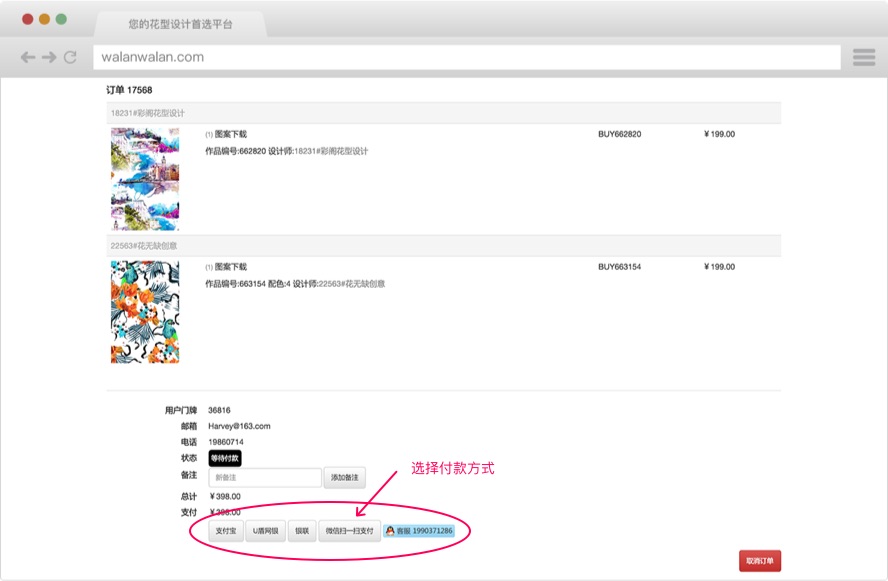 您的花型设计首选平台
walanwalan.com
订单 17568
18231#彩阁花型设计
(1) 图案下载 BUY662820 ¥ 199.00
作品编号:662820 设计师:18231#彩阁花型设计
22563#花无缺创意
(1) 图案下载 BUY663154 ¥ 199.00
作品编号:663154 配色:4 设计师:22563#花无缺创意
用户门牌 36816
邮箱 Harvey@163.com
电话 19860714
状态 等待付款
选择付款方式
备注 新备注 添加备注
总计 ¥ 398.00
支付 ¥ 398.00
支付宝 U盾网银 银联 微信扫一扫支付 客服 1990371286
取消订单